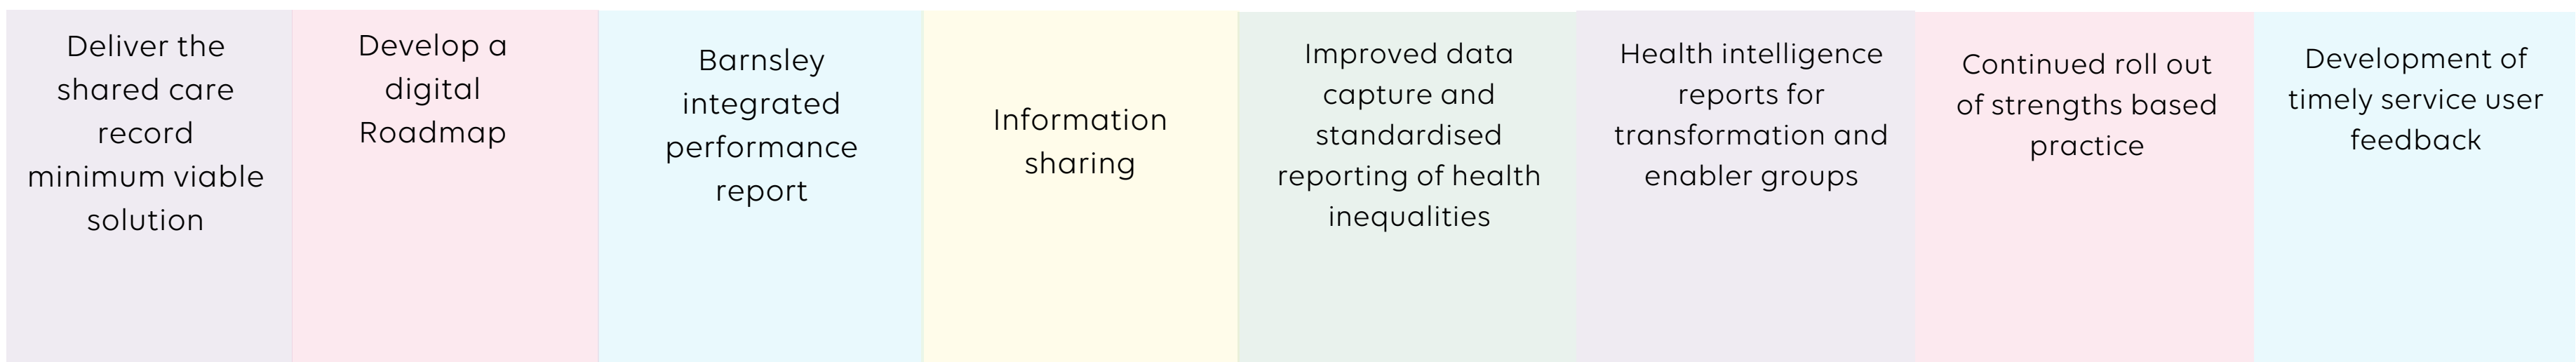 Deliver the
shared care
record
minimum viable
solution
Develop a
digital
Roadmap
Barnsley
integrated
performance
report
Information
sharing
Improved data
capture and
standardised
reporting of health
inequalities
Health intelligence
reports for
transformation and
enabler groups
Continued roll out
of strengths based
practice
Development of
timely service user
feedback